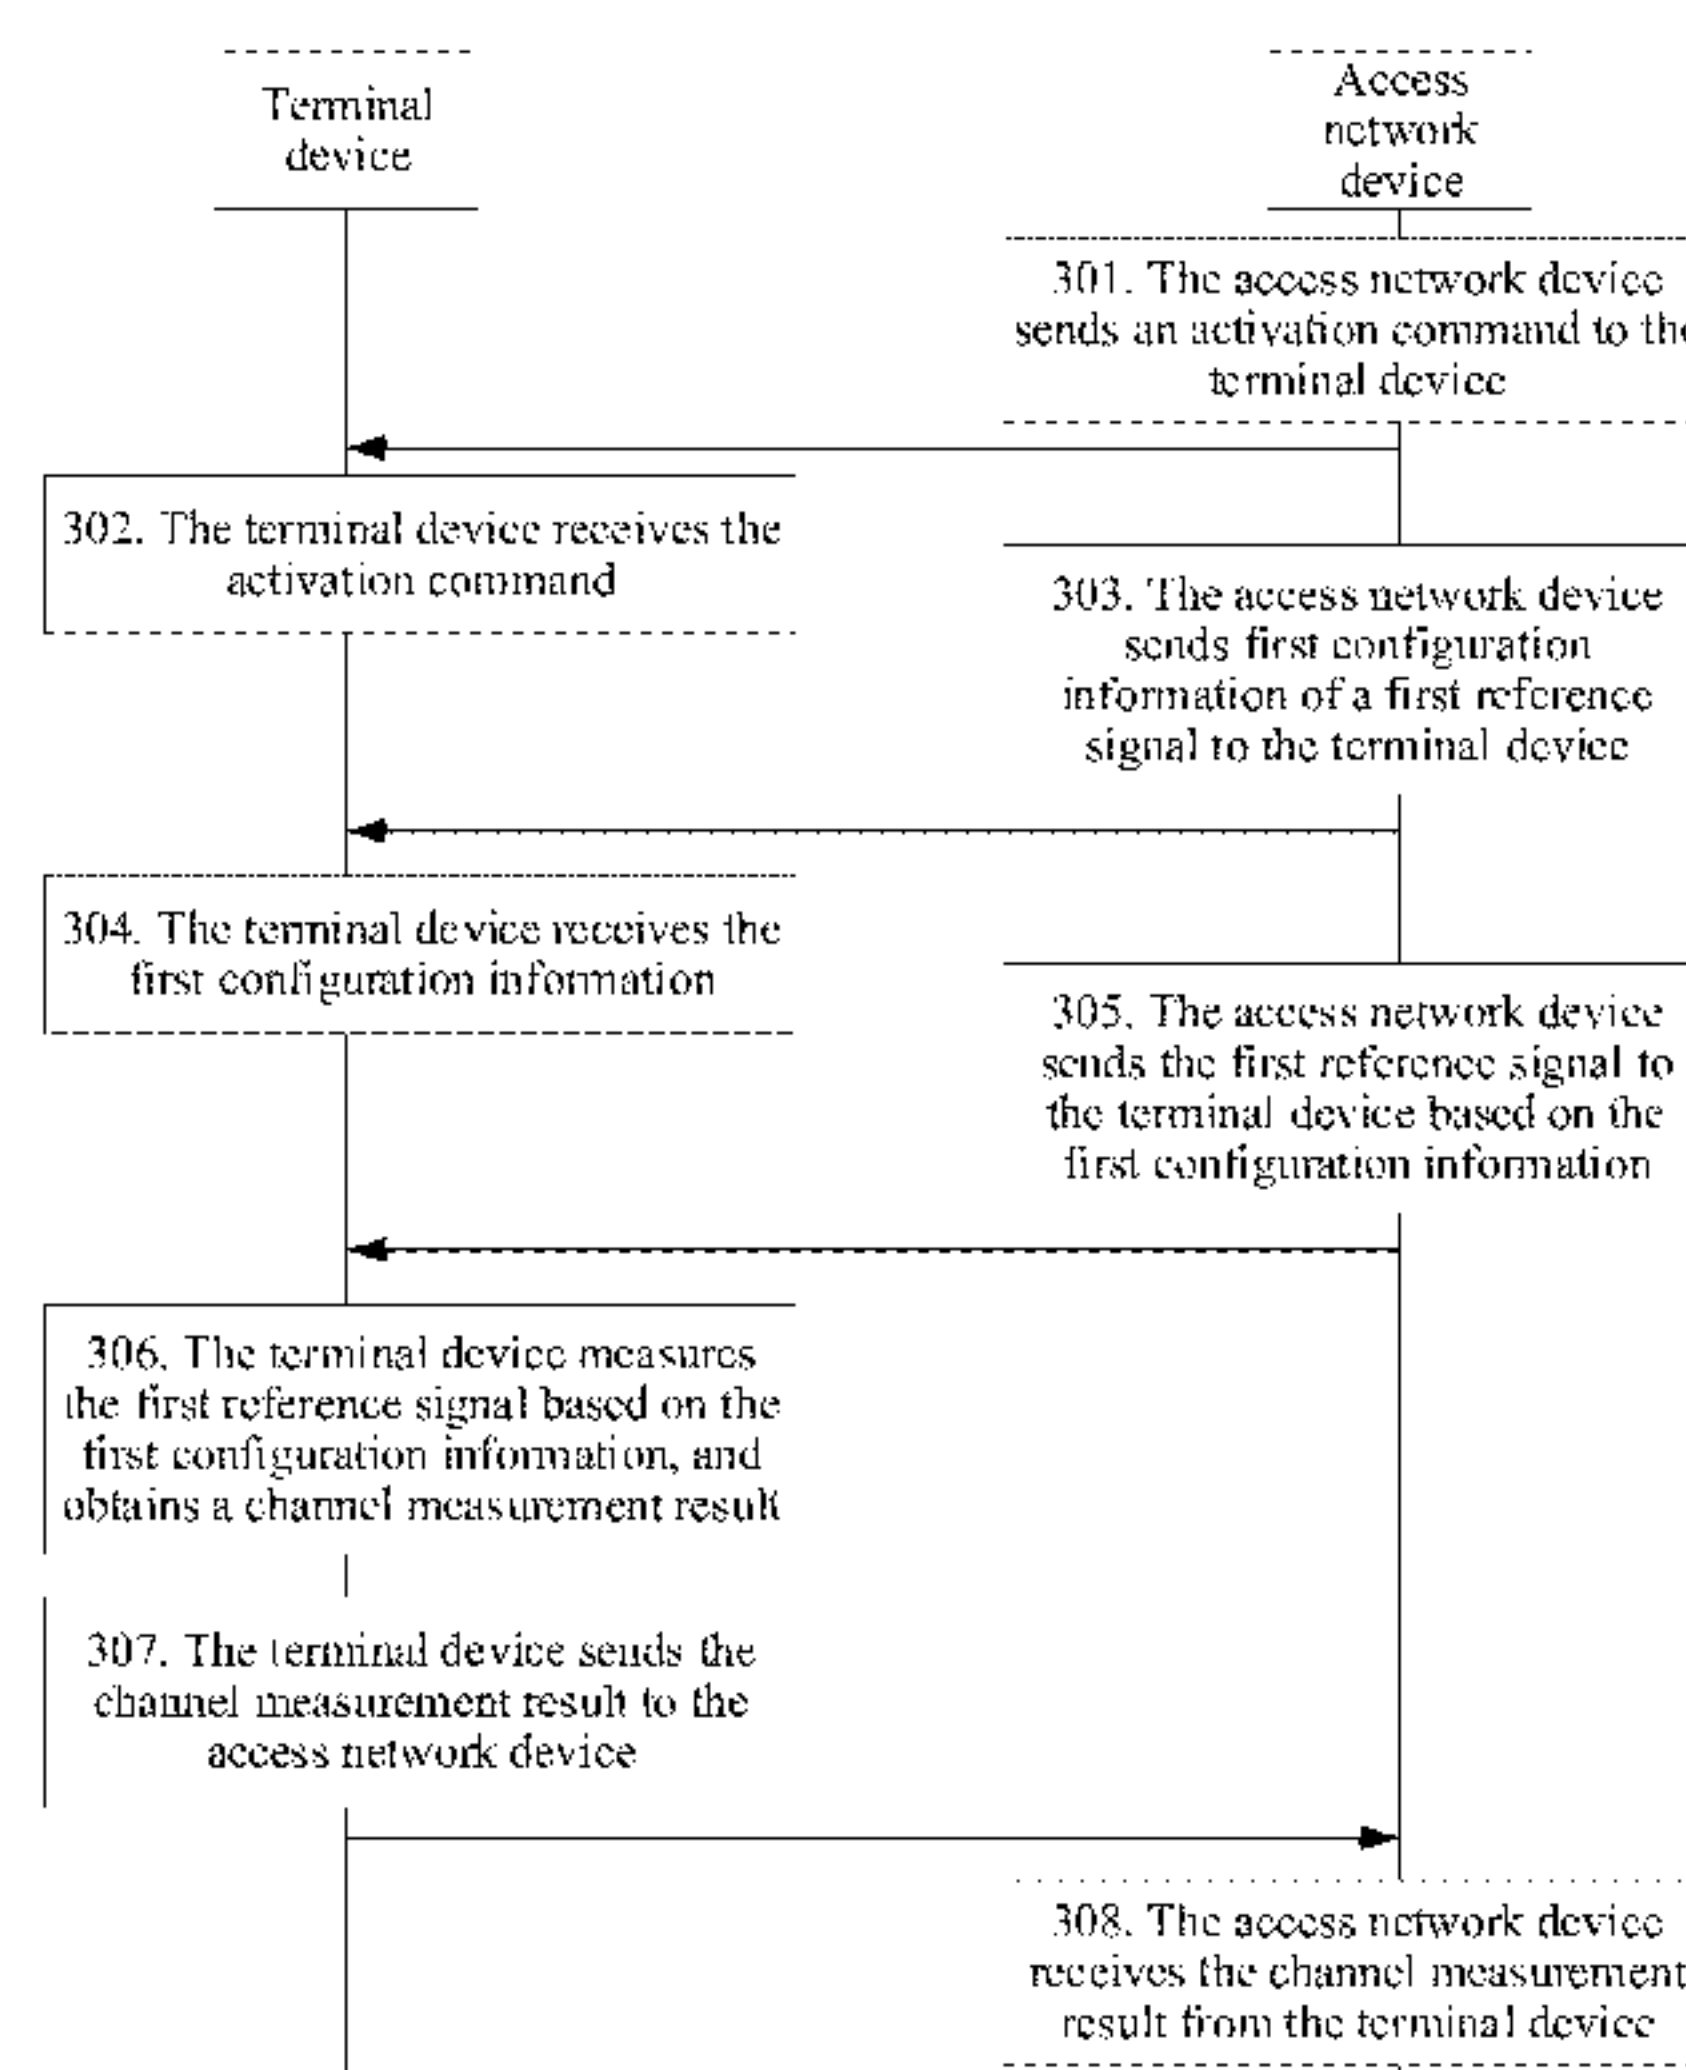 Terminal
device
Access
network
device
301. The access network device
sends an activation command to the
terminal device
302. The terminal device receives the
activation command
303. The access network device
sends first configuration
information of a first reference
signal to the terminal device
304. The terminal device receives the
first configuration information
305. The access network device
sends the first reference signal to
the terminal device based on the
first configuration information
306. The terminal device measures
the first reference signal based on the
first configuration information, and
obtains a channel measurement result
307. The terminal device sends the
channel measurement result to the
access network device
308. The access network device
receives the channel measurement
result from the terminal device